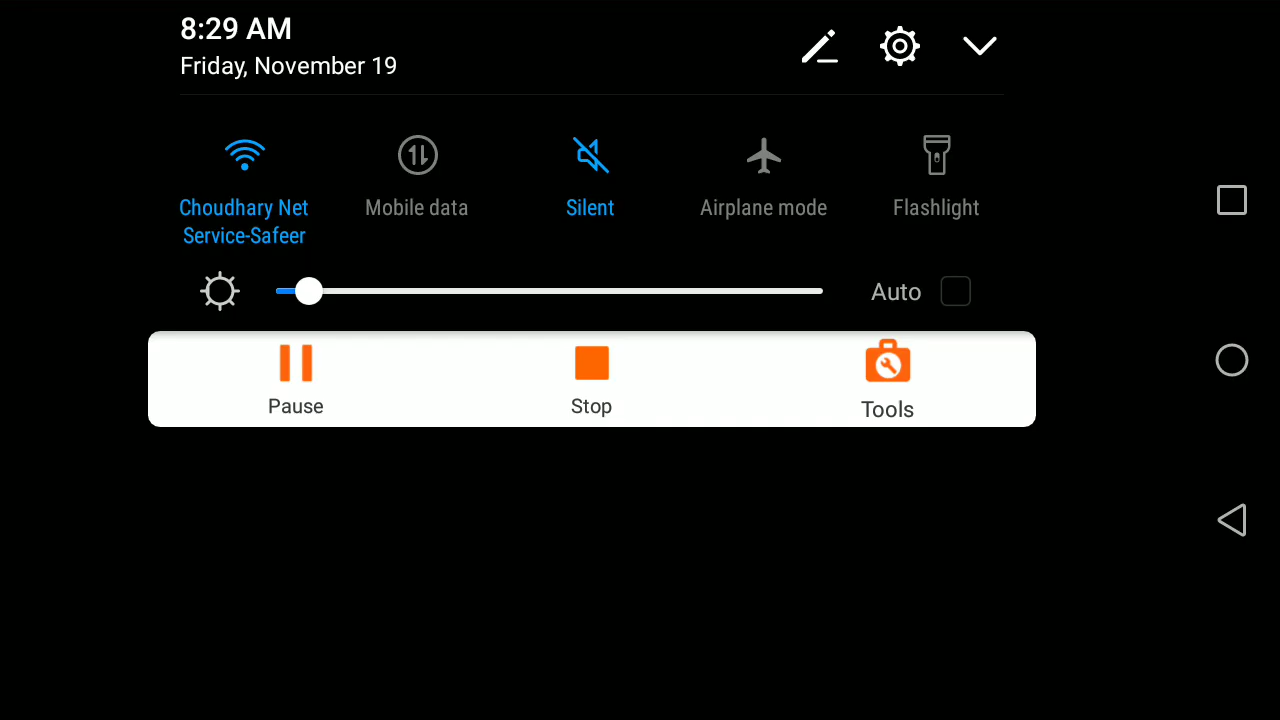 8:29 AM
Friday, November 19
Choudhary Net
Service-Safeer
Mobile data
Silent
Airplane mode
Flashlight
Auto
Pause
Stop
Tools